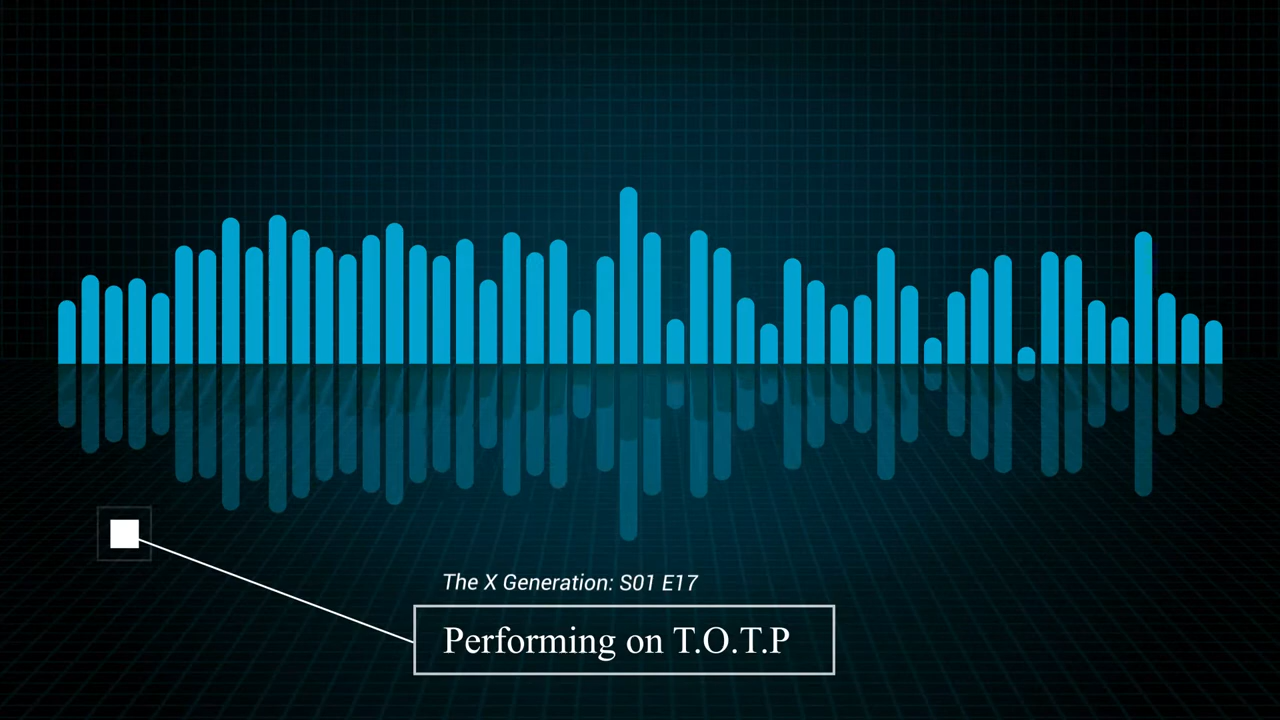 The X Generation: S01 E17
Performing on T.O.T.P